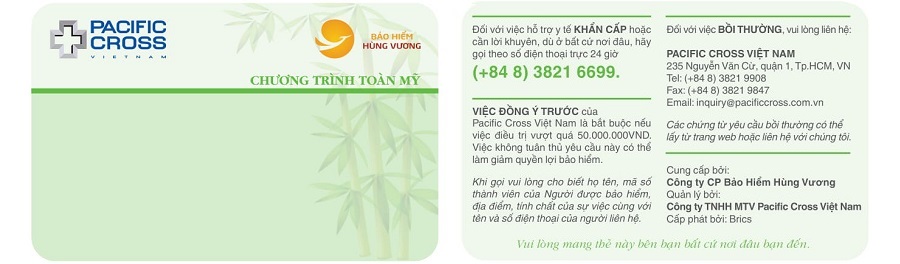 PACIFIC
CROSS
VIETNAM
BẢO HIỂM
HÙNG VƯƠNG
CHƯƠNG TRÌNH TOÀN MỸ
Đối với việc hỗ trợ y tế KHẨN CẤP hoặc
cần lời khuyên, dù ở bất cứ nơi đâu, hãy
gọi theo số điện thoại trực 24 giờ
(+84 8) 3821 6699.
VIỆC ĐỒNG Ý TRƯỚC của
Pacific Cross Việt Nam là bắt buộc nếu
việc điều trị vượt quá 50.000.000VND.
Việc không tuân thủ yêu cầu này có thể
làm giảm quyền lợi bảo hiểm.
Khi gọi vui lòng cho biết họ tên, mã số
thành viên của Người được bảo hiểm,
địa điểm, tính chất của sự việc cùng với
tên và số điện thoại của người liên hệ.
Đối với việc BỒI THƯỜNG, vui lòng liên hệ:
PACIFIC CROSS VIỆT NAM
235 Nguyễn Văn Cừ, quận 1, Tp.HCM, VN
Tel: (+84 8) 3821 9908
Fax: (+84 8) 3821 9847
Email: inquiry@pacificcross.com.vn
Các chứng từ yêu cầu bồi thường có thể
lấy từ trang web hoặc liên hệ với chúng tôi.
Cung cấp bởi:
Công ty CP Bảo Hiểm Hùng Vương
Quản lý bởi:
Công ty TNHH MTV Pacific Cross Việt Nam
Cấp phát bởi: Brics
Vui lòng mang thẻ này bên bạn bất cứ nơi đâu bạn đến.